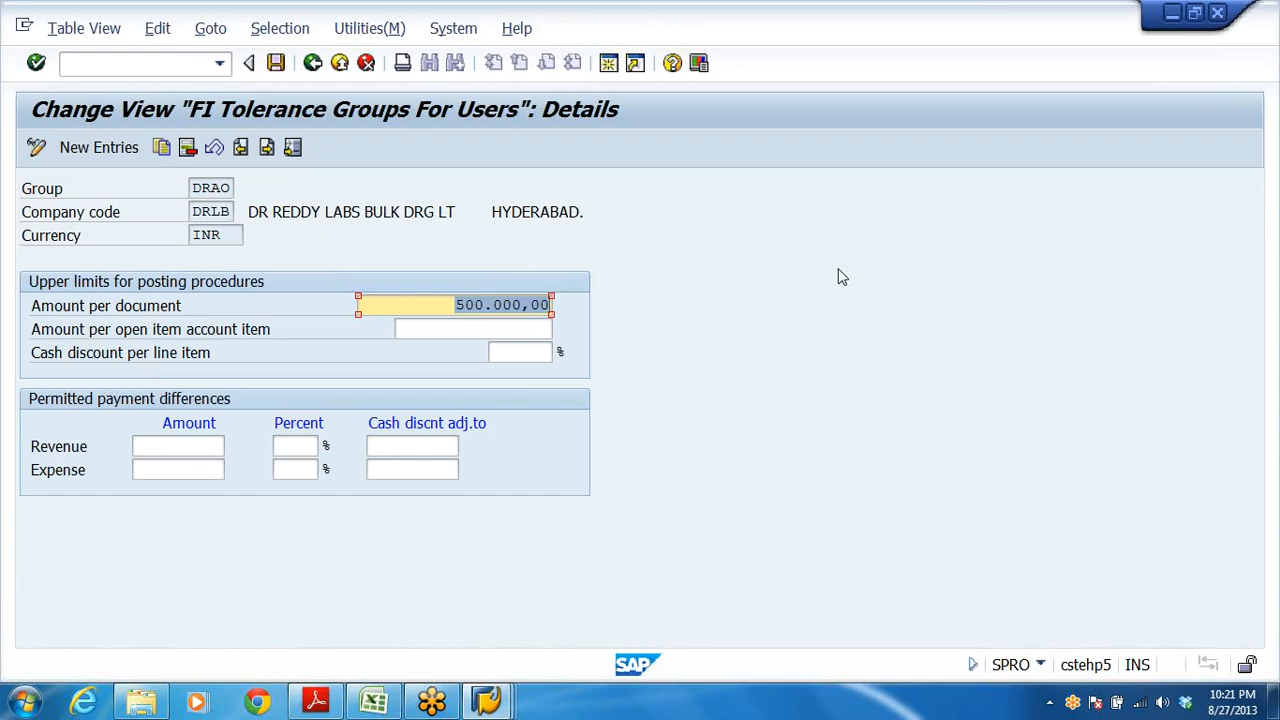 Table View Edit Goto Selection Utilities(M) System Help
Change View "FI Tolerance Groups For Users": Details
New Entries
Group DRAO
Company code DRLB DR REDDY LABS BULK DRG LT HYDERABAD.
Currency INR
Upper limits for posting procedures
Amount per document 500.000,00
Amount per open item account item
Cash discount per line item %
Permitted payment differences
Amount Percent Cash discnt adj.to
Revenue %
Expense %
SAP SPRO cstehp5 INS
10:21 PM
8/27/2013